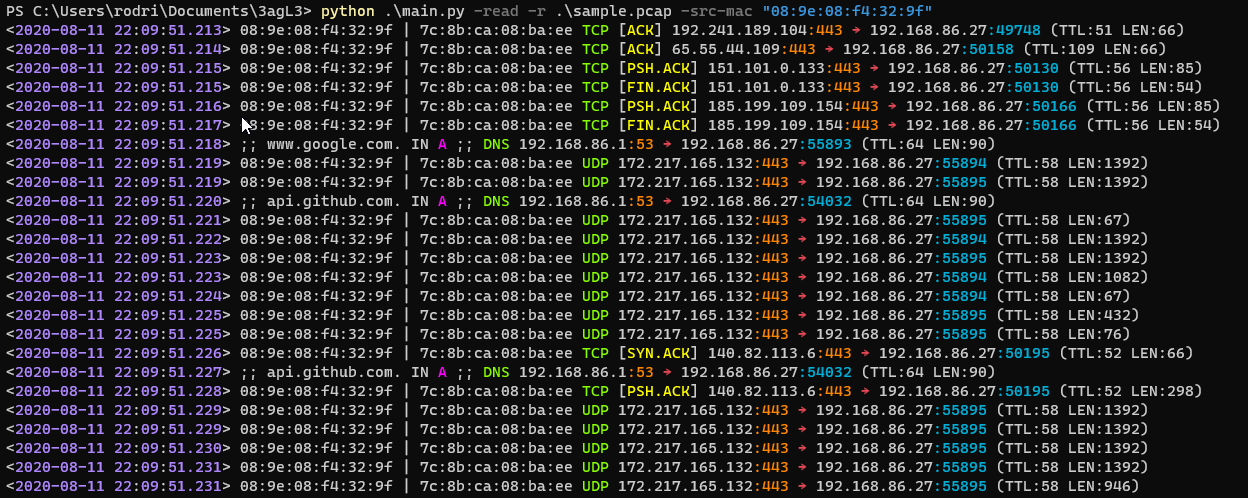 PS C:\Users\rodri\Documents\3agL3> python .\main.py -read -r .\sample.pcap -src-mac "08:9e:08:f4:32:9f"
<2020-08-11 22:09:51.213> 08:9e:08:f4:32:9f | 7c:8b:ca:08:ba:ee TCP [ACK] 192.241.189.104:443 → 192.168.86.27:49748 (TTL:51 LEN:66)
<2020-08-11 22:09:51.214> 08:9e:08:f4:32:9f | 7c:8b:ca:08:ba:ee TCP [ACK] 65.55.44.109:443 → 192.168.86.27:50158 (TTL:109 LEN:66)
<2020-08-11 22:09:51.215> 08:9e:08:f4:32:9f | 7c:8b:ca:08:ba:ee TCP [PSH.ACK] 151.101.0.133:443 → 192.168.86.27:50130 (TTL:56 LEN:85)
<2020-08-11 22:09:51.215> 08:9e:08:f4:32:9f | 7c:8b:ca:08:ba:ee TCP [FIN.ACK] 151.101.0.133:443 → 192.168.86.27:50130 (TTL:56 LEN:54)
<2020-08-11 22:09:51.216> 08:9e:08:f4:32:9f | 7c:8b:ca:08:ba:ee TCP [PSH.ACK] 185.199.109.154:443 → 192.168.86.27:50166 (TTL:56 LEN:85)
<2020-08-11 22:09:51.217> 08:9e:08:f4:32:9f | 7c:8b:ca:08:ba:ee TCP [FIN.ACK] 185.199.109.154:443 → 192.168.86.27:50166 (TTL:56 LEN:54)
<2020-08-11 22:09:51.218> ;; www.google.com. IN A ;; DNS 192.168.86.1:53 → 192.168.86.27:55893 (TTL:64 LEN:90)
<2020-08-11 22:09:51.219> 08:9e:08:f4:32:9f | 7c:8b:ca:08:ba:ee UDP 172.217.165.132:443 → 192.168.86.27:55894 (TTL:58 LEN:1392)
<2020-08-11 22:09:51.219> 08:9e:08:f4:32:9f | 7c:8b:ca:08:ba:ee UDP 172.217.165.132:443 → 192.168.86.27:55895 (TTL:58 LEN:1392)
<2020-08-11 22:09:51.220> ;; api.github.com. IN A ;; DNS 192.168.86.1:53 → 192.168.86.27:54032 (TTL:64 LEN:90)
<2020-08-11 22:09:51.221> 08:9e:08:f4:32:9f | 7c:8b:ca:08:ba:ee UDP 172.217.165.132:443 → 192.168.86.27:55895 (TTL:58 LEN:67)
<2020-08-11 22:09:51.222> 08:9e:08:f4:32:9f | 7c:8b:ca:08:ba:ee UDP 172.217.165.132:443 → 192.168.86.27:55894 (TTL:58 LEN:1392)
<2020-08-11 22:09:51.223> 08:9e:08:f4:32:9f | 7c:8b:ca:08:ba:ee UDP 172.217.165.132:443 → 192.168.86.27:55895 (TTL:58 LEN:1392)
<2020-08-11 22:09:51.223> 08:9e:08:f4:32:9f | 7c:8b:ca:08:ba:ee UDP 172.217.165.132:443 → 192.168.86.27:55894 (TTL:58 LEN:1082)
<2020-08-11 22:09:51.224> 08:9e:08:f4:32:9f | 7c:8b:ca:08:ba:ee UDP 172.217.165.132:443 → 192.168.86.27:55894 (TTL:58 LEN:67)
<2020-08-11 22:09:51.225> 08:9e:08:f4:32:9f | 7c:8b:ca:08:ba:ee UDP 172.217.165.132:443 → 192.168.86.27:55895 (TTL:58 LEN:432)
<2020-08-11 22:09:51.225> 08:9e:08:f4:32:9f | 7c:8b:ca:08:ba:ee UDP 172.217.165.132:443 → 192.168.86.27:55895 (TTL:58 LEN:76)
<2020-08-11 22:09:51.226> 08:9e:08:f4:32:9f | 7c:8b:ca:08:ba:ee TCP [SYN.ACK] 140.82.113.6:443 → 192.168.86.27:50195 (TTL:52 LEN:66)
<2020-08-11 22:09:51.227> ;; api.github.com. IN A ;; DNS 192.168.86.1:53 → 192.168.86.27:54032 (TTL:64 LEN:90)
<2020-08-11 22:09:51.228> 08:9e:08:f4:32:9f | 7c:8b:ca:08:ba:ee TCP [PSH.ACK] 140.82.113.6:443 → 192.168.86.27:50195 (TTL:52 LEN:298)
<2020-08-11 22:09:51.229> 08:9e:08:f4:32:9f | 7c:8b:ca:08:ba:ee UDP 172.217.165.132:443 → 192.168.86.27:55895 (TTL:58 LEN:1392)
<2020-08-11 22:09:51.229> 08:9e:08:f4:32:9f | 7c:8b:ca:08:ba:ee UDP 172.217.165.132:443 → 192.168.86.27:55895 (TTL:58 LEN:1392)
<2020-08-11 22:09:51.230> 08:9e:08:f4:32:9f | 7c:8b:ca:08:ba:ee UDP 172.217.165.132:443 → 192.168.86.27:55895 (TTL:58 LEN:1392)
<2020-08-11 22:09:51.231> 08:9e:08:f4:32:9f | 7c:8b:ca:08:ba:ee UDP 172.217.165.132:443 → 192.168.86.27:55895 (TTL:58 LEN:1392)
<2020-08-11 22:09:51.231> 08:9e:08:f4:32:9f | 7c:8b:ca:08:ba:ee UDP 172.217.165.132:443 → 192.168.86.27:55895 (TTL:58 LEN:946)